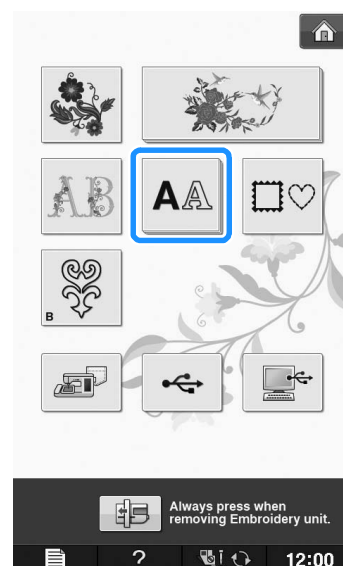 AB
AA
B
Always press when
removing Embroidery unit.
?
12:00